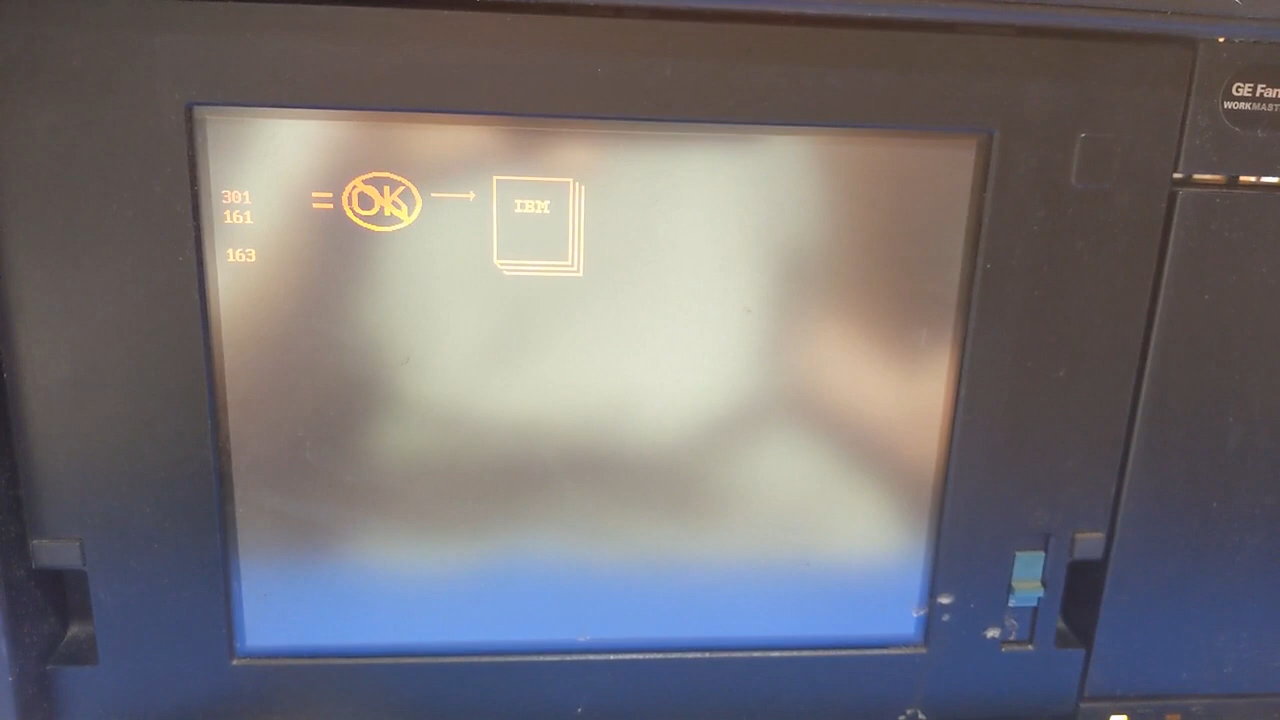 301
161
163
= OK →
IBM
GE Fan
WORKMAST